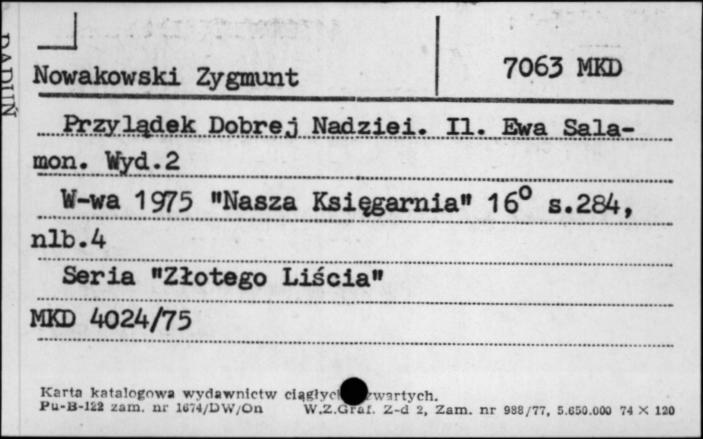 Nowakowski Zygmunt 7063 MKD
Przylądek Dobrej Nadziei. Il. Ewa Sala-
mon. Wyd.2
W-wa 1975 "Nasza Księgarnia" 16° s.284,
nlb.4
Seria "Złotego Liścia"
MKD 4024/75
Karta katalogowa wydawnictw ciągłych zwartych.
Pu-B-122 zam. nr 1674/DW/On W.Z.Graf. Z-d 2, Zam. nr 988/77, 5.650.000 74 X 120